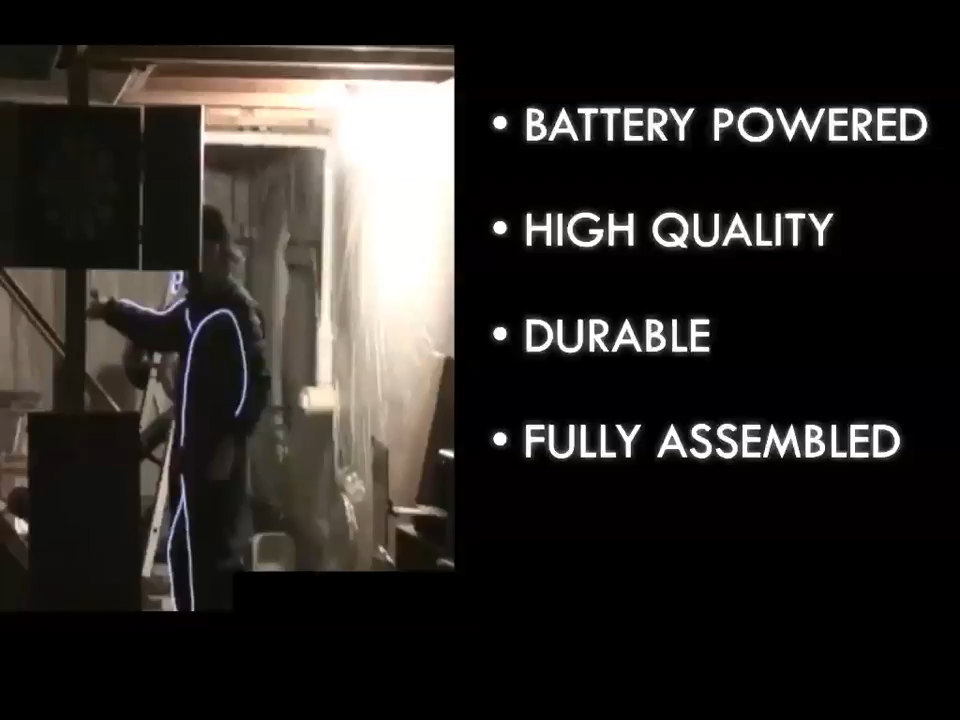 • BATTERY POWERED
• HIGH QUALITY
• DURABLE
• FULLY ASSEMBLED